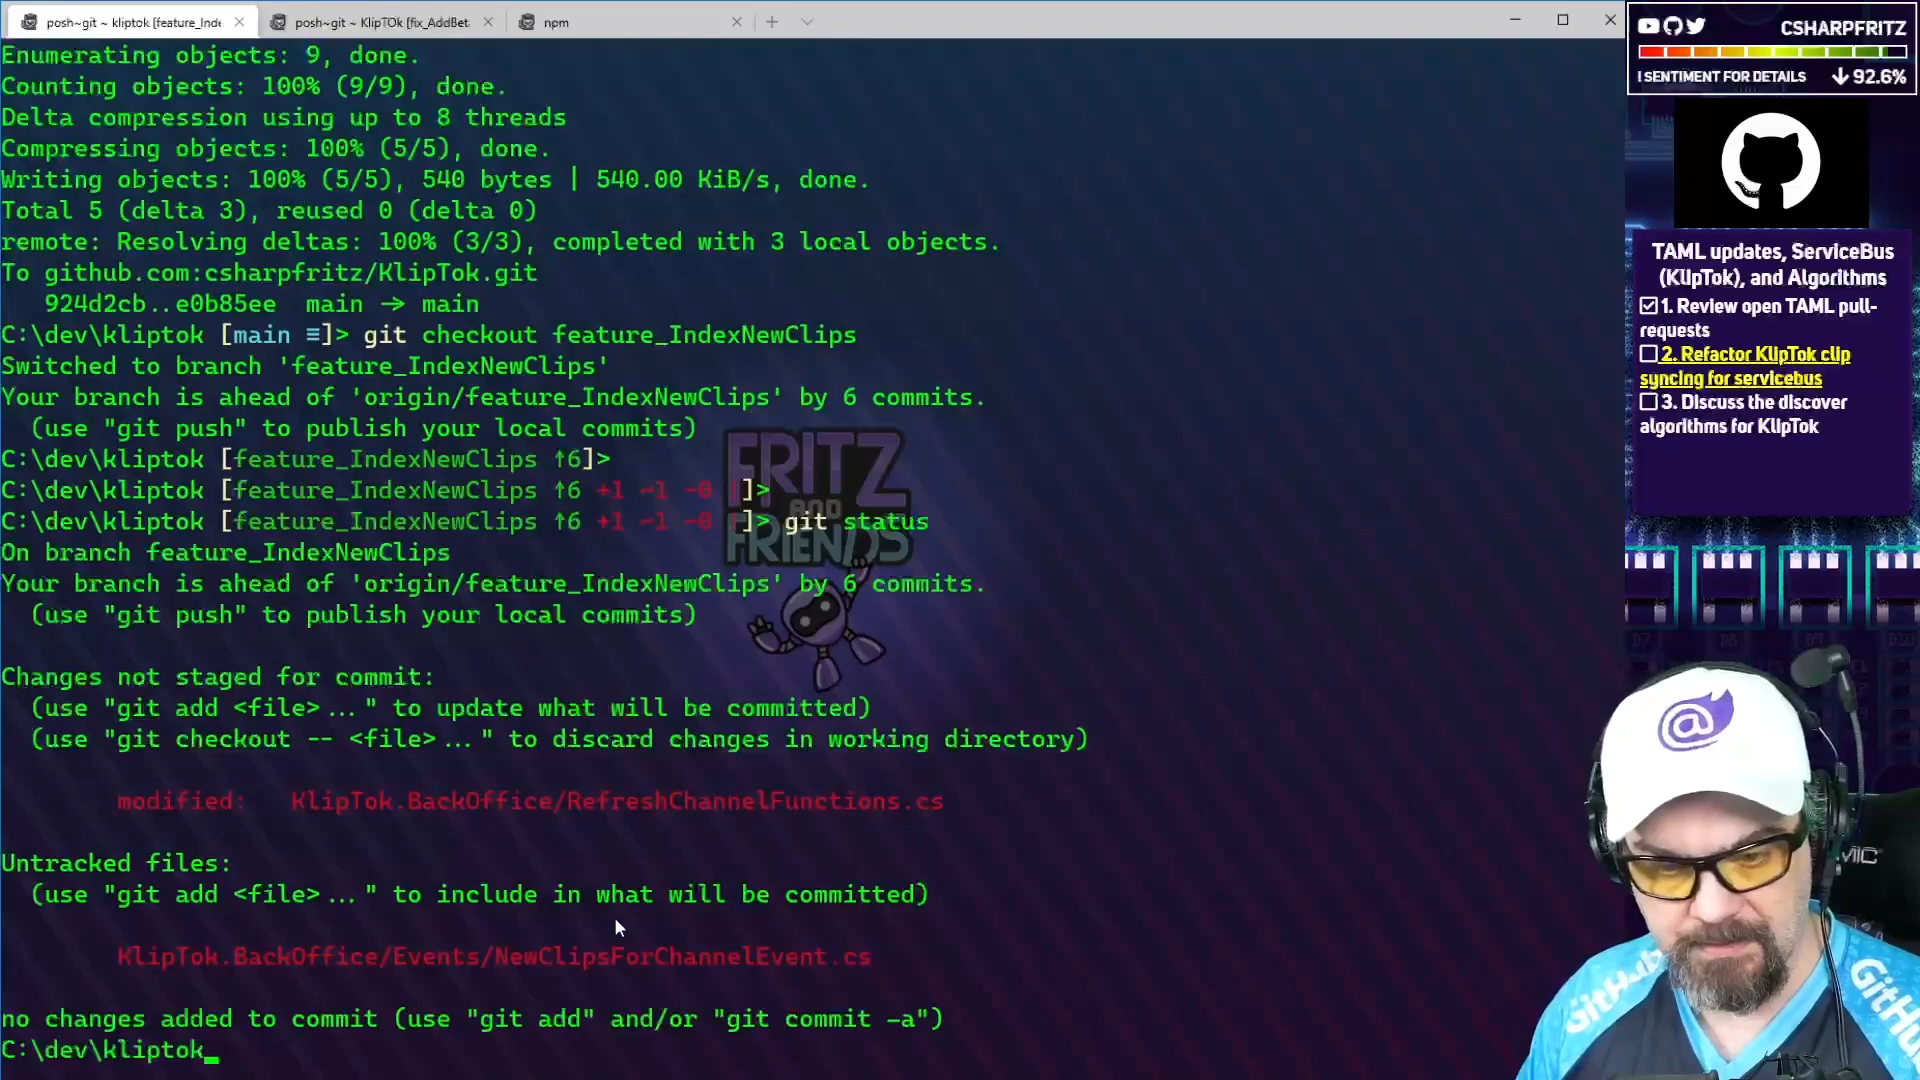 posh~git ~ kliptok [feature_Inde
posh~git ~ KlipTOk [fix_AddBet
npm
Enumerating objects: 9, done.
Counting objects: 100% (9/9), done.
Delta compression using up to 8 threads
Compressing objects: 100% (5/5), done.
Writing objects: 100% (5/5), 540 bytes | 540.00 KiB/s, done.
Total 5 (delta 3), reused 0 (delta 0)
remote: Resolving deltas: 100% (3/3), completed with 3 local objects.
To github.com:csharpfritz/KlipTok.git
924d2cb..e0b85ee main -> main
C:\dev\kliptok [main ≡]> git checkout feature_IndexNewClips
Switched to branch 'feature_IndexNewClips'
Your branch is ahead of 'origin/feature_IndexNewClips' by 6 commits.
(use "git push" to publish your local commits)
C:\dev\kliptok [feature_IndexNewClips ↑6]>
C:\dev\kliptok [feature_IndexNewClips ↑6 +1 ~1 -0 !]>
C:\dev\kliptok [feature_IndexNewClips ↑6 +1 ~1 -0 !]> git status
On branch feature_IndexNewClips
Your branch is ahead of 'origin/feature_IndexNewClips' by 6 commits.
(use "git push" to publish your local commits)
Changes not staged for commit:
(use "git add <file>..." to update what will be committed)
(use "git checkout -- <file>..." to discard changes in working directory)
modified: KlipTok.BackOffice/RefreshChannelFunctions.cs
Untracked files:
(use "git add <file>..." to include in what will be committed)
KlipTok.BackOffice/Events/NewClipsForChannelEvent.cs
no changes added to commit (use "git add" and/or "git commit -a")
C:\dev\kliptok
FRITZ
AND
FRIENDS
CSHARPFRITZ
! SENTIMENT FOR DETAILS ↓92.6%
TAML updates, ServiceBus
(KlipTok), and Algorithms
1. Review open TAML pull-
requests
2. Refactor KlipTok clip
syncing for servicebus
3. Discuss the discover
algorithms for KlipTok
@
GitHub
GitHu